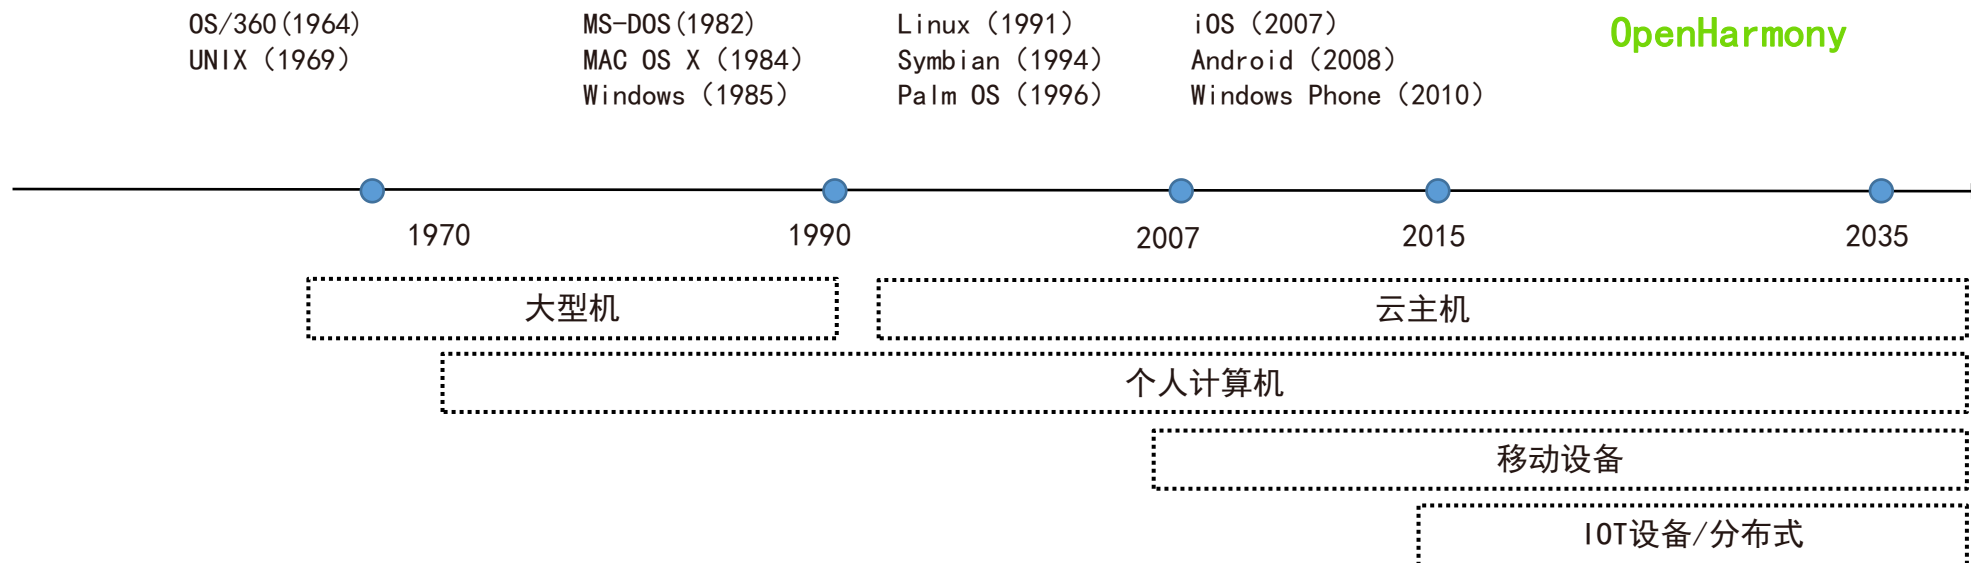 OS/360(1964)
UNIX（1969）
MS-DOS(1982)
MAC OS X（1984）
Windows（1985）
Linux（1991）
Symbian（1994）
Palm OS（1996）
iOS（2007）
Android（2008）
Windows Phone（2010）
OpenHarmony
1970
1990
2007
2015
2035
大型机
云主机
个人计算机
移动设备
IOT设备/分布式